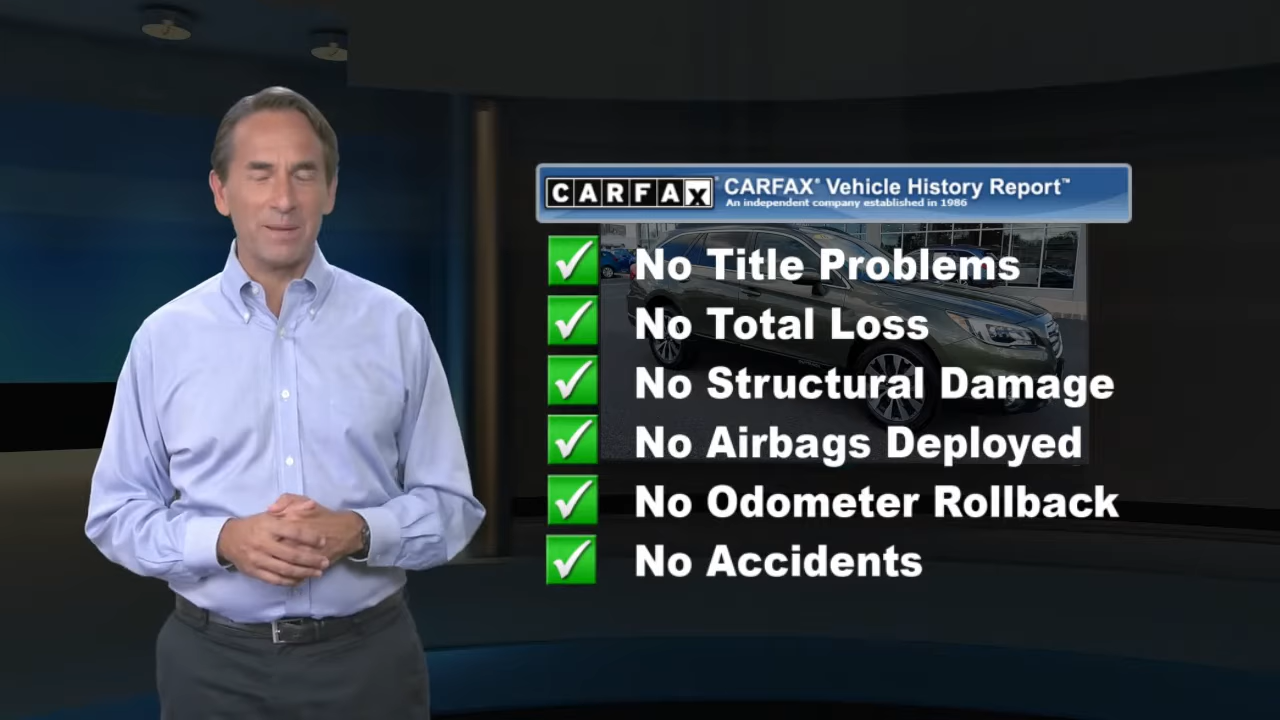 CARFAX® CARFAX® Vehicle History Report™
An independent company established in 1986
No Title Problems
No Total Loss
No Structural Damage
No Airbags Deployed
No Odometer Rollback
No Accidents